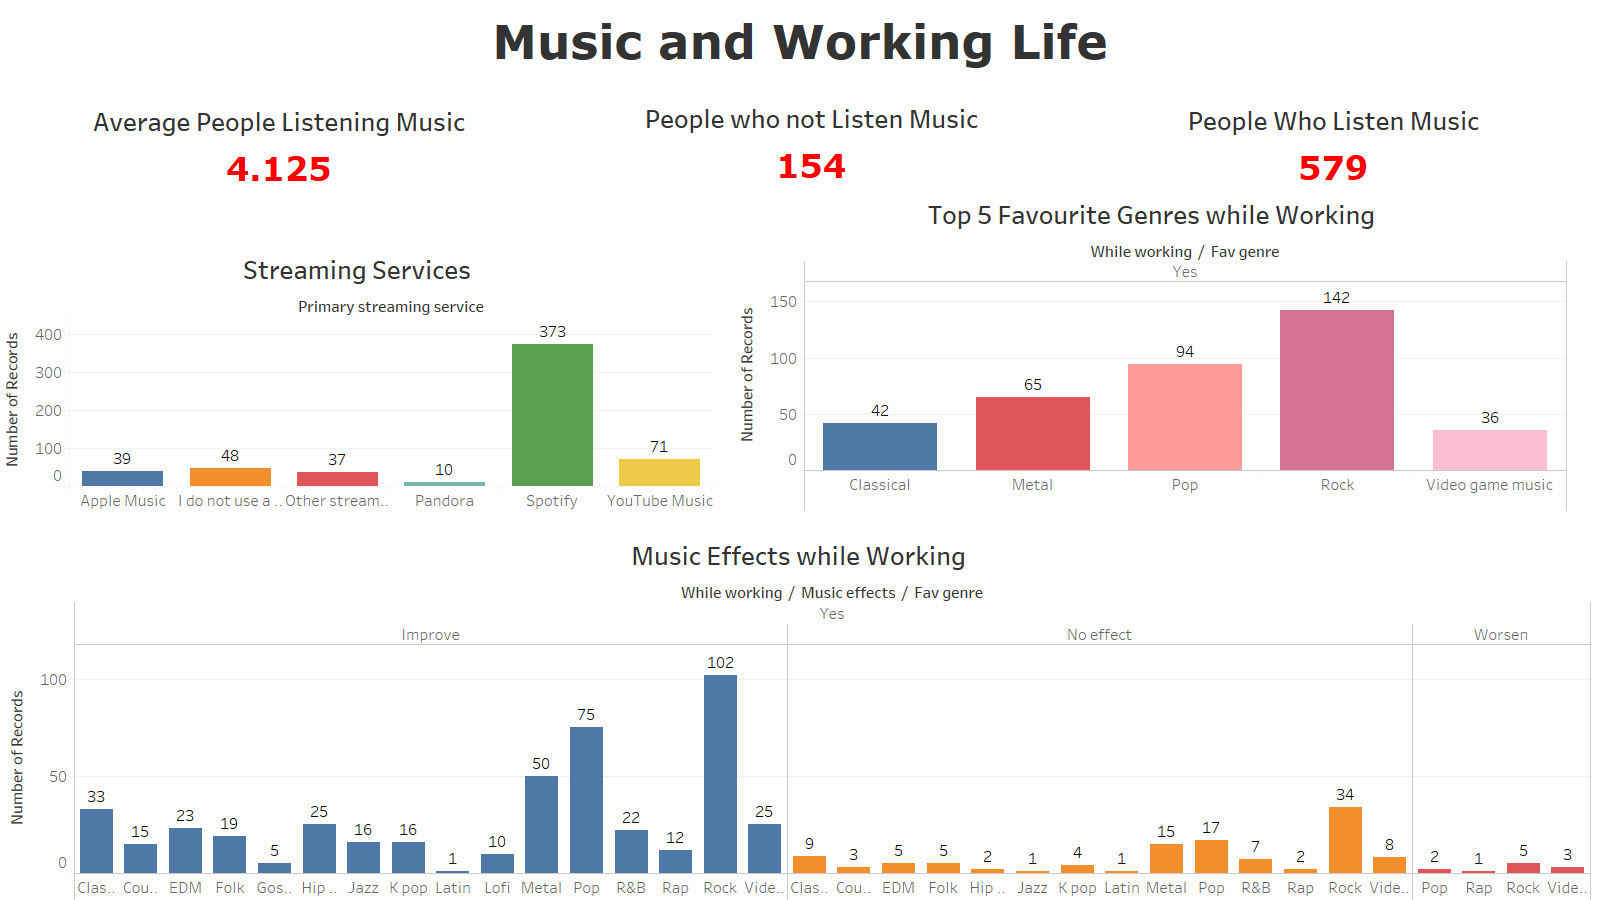 Music and Working Life
Average People Listening Music
4.125
People who not Listen Music
154
People Who Listen Music
579
Streaming Services
Primary streaming service
Number of Records
400
300
200
100
0
39
48
37
10
373
71
Apple Music
I do not use a ..
Other stream..
Pandora
Spotify
YouTube Music
Top 5 Favourite Genres while Working
While working / Fav genre
Yes
Number of Records
150
100
50
0
42
65
94
142
36
Classical
Metal
Pop
Rock
Video game music
Music Effects while Working
While working / Music effects / Fav genre
Yes
Improve
No effect
Worsen
Number of Records
100
50
0
33
15
23
19
5
25
16
16
1
10
50
75
22
12
102
25
9
3
5
5
2
1
4
1
15
17
7
2
34
8
2
1
5
3
Clas..
Cou..
EDM
Folk
Gos..
Hip ..
Jazz
K pop
Latin
Lofi
Metal
Pop
R&B
Rap
Rock
Vide..
Clas..
Cou..
EDM
Folk
Hip ..
Jazz
K pop
Latin
Metal
Pop
R&B
Rap
Rock
Vide..
Pop
Rap
Rock
Vide..